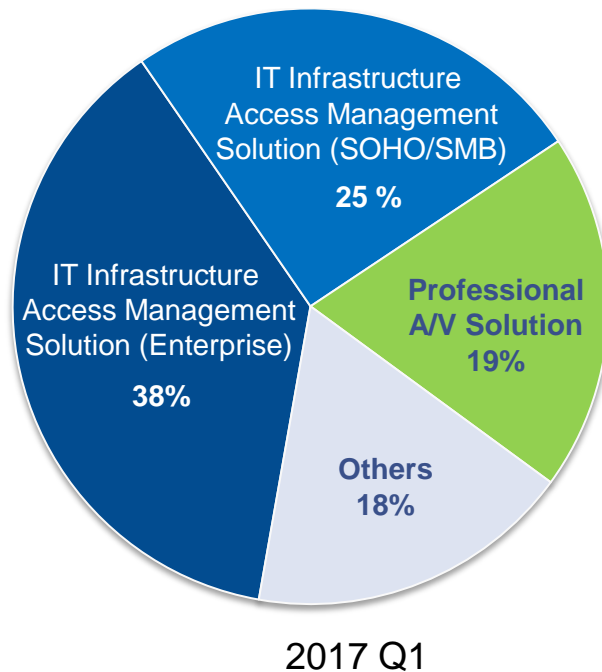 IT Infrastructure
Access Management
Solution (SOHO/SMB)
25 %
IT Infrastructure
Access Management
Solution (Enterprise)
38%
Professional
A/V Solution
19%
Others
18%
2017 Q1